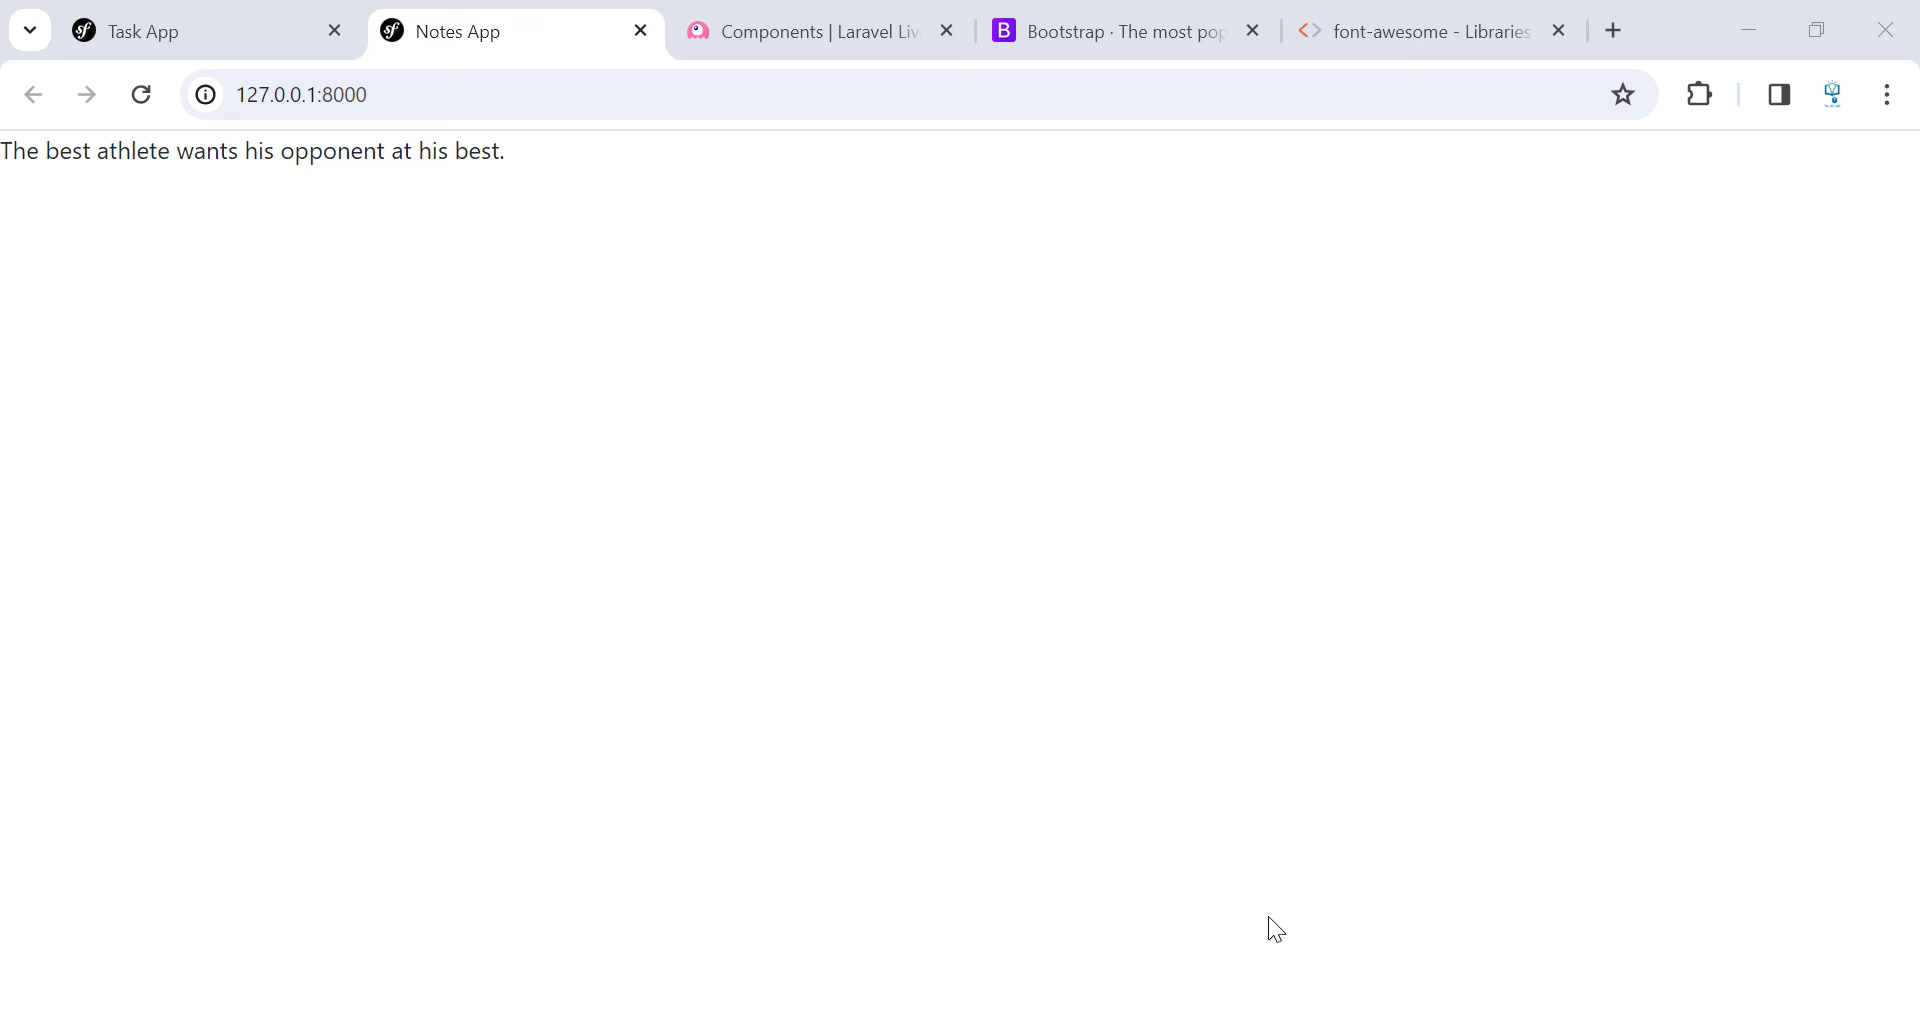 Task App
Notes App
Components | Laravel Liv
Bootstrap · The most pop
font-awesome - Libraries
127.0.0.1:8000
The best athlete wants his opponent at his best.